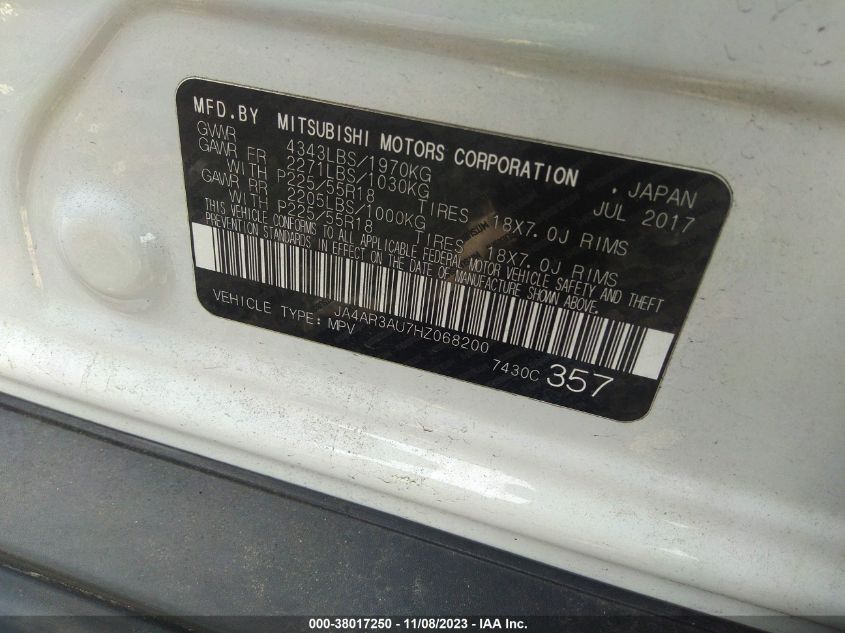 MFD.BY MITSUBISHI MOTORS CORPORATION , JAPAN
GVWR 4343LBS/1970KG JUL 2017
GAWR FR 2271LBS/1030KG
WITH P225/55R18 TIRES 18X7.0J RIMS
GAWR RR 2205LBS/1000KG
WITH P225/55R18 TIRES 18X7.0J RIMS
THIS VEHICLE CONFORMS TO ALL APPLICABLE FEDERAL MOTOR VEHICLE SAFETY AND THEFT
PREVENTION STANDARDS IN EFFECT ON THE DATE OF MANUFACTURE SHOWN ABOVE.
JA4AR3AU7HZ068200
VEHICLE TYPE: MPV
7430C 357
000-38017250 - 11/08/2023 - IAA Inc.